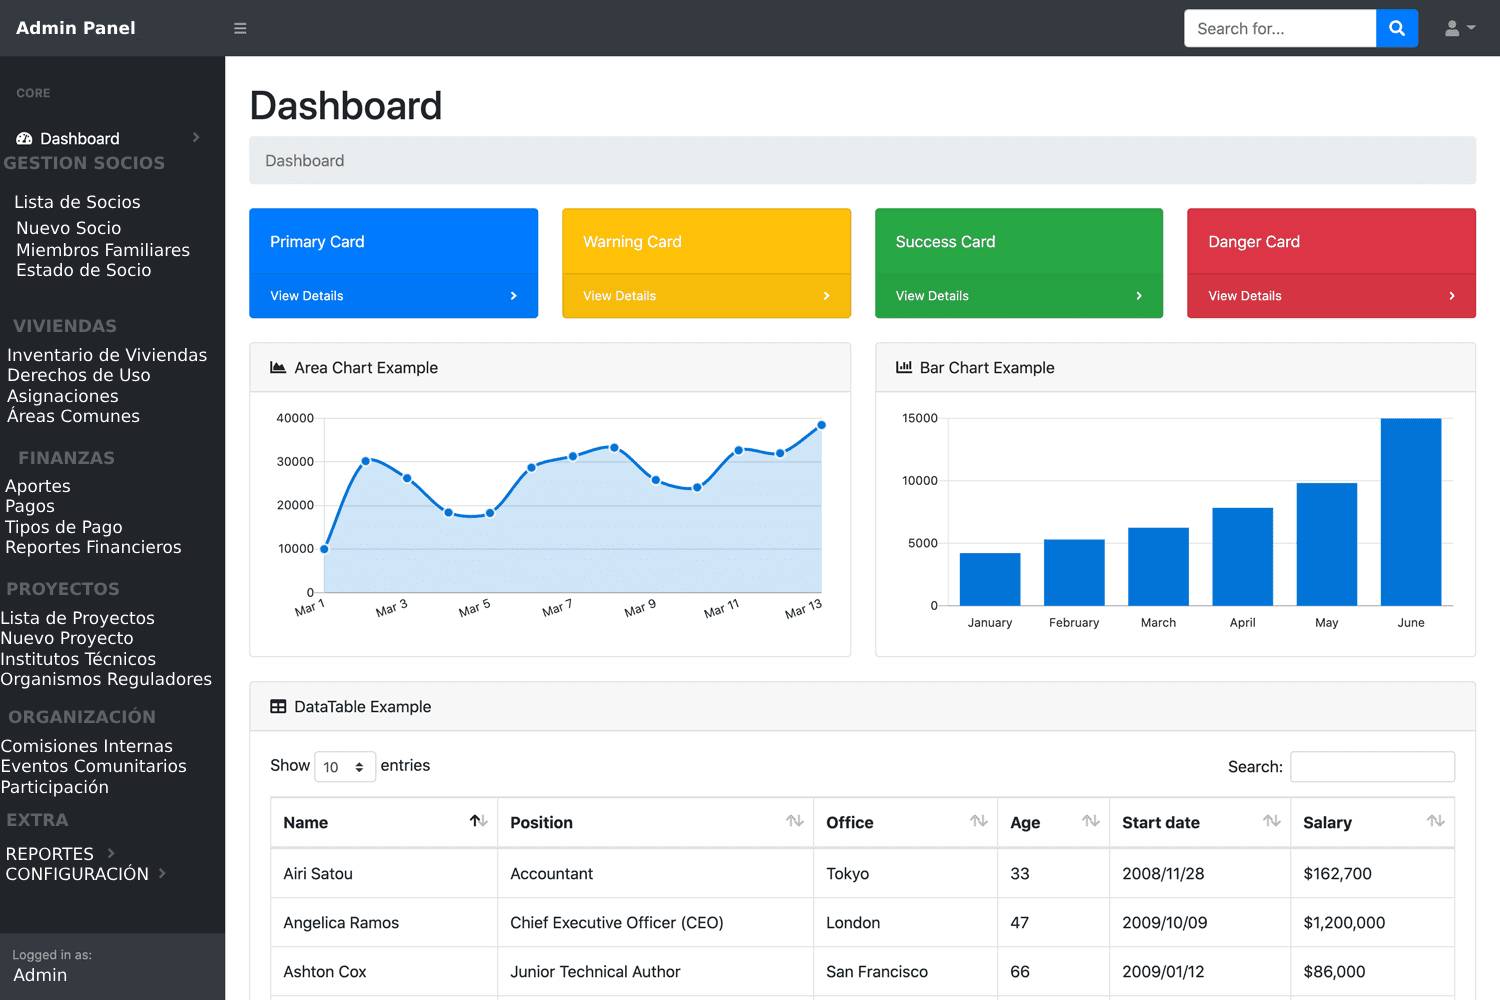 Admin Panel
Search for...
CORE
Dashboard
GESTION SOCIOS
Lista de Socios
Nuevo Socio
Miembros Familiares
Estado de Socio
VIVIENDAS
Inventario de Viviendas
Derechos de Uso
Asignaciones
Áreas Comunes
FINANZAS
Aportes
Pagos
Tipos de Pago
Reportes Financieros
PROYECTOS
Lista de Proyectos
Nuevo Proyecto
Institutos Técnicos
Organismos Reguladores
ORGANIZACIÓN
Comisiones Internas
Eventos Comunitarios
Participación
EXTRA
REPORTES
CONFIGURACIÓN
Logged in as:
Admin
Dashboard
Dashboard
Primary Card
View Details
Warning Card
View Details
Success Card
View Details
Danger Card
View Details
Area Chart Example
40000
30000
20000
10000
0
Mar 1 Mar 3 Mar 5 Mar 7 Mar 9 Mar 11 Mar 13
Bar Chart Example
15000
10000
5000
0
January February March April May June
DataTable Example
Show 10 entries
Search:
Name Position Office Age Start date Salary
Airi Satou Accountant Tokyo 33 2008/11/28 $162,700
Angelica Ramos Chief Executive Officer (CEO) London 47 2009/10/09 $1,200,000
Ashton Cox Junior Technical Author San Francisco 66 2009/01/12 $86,000